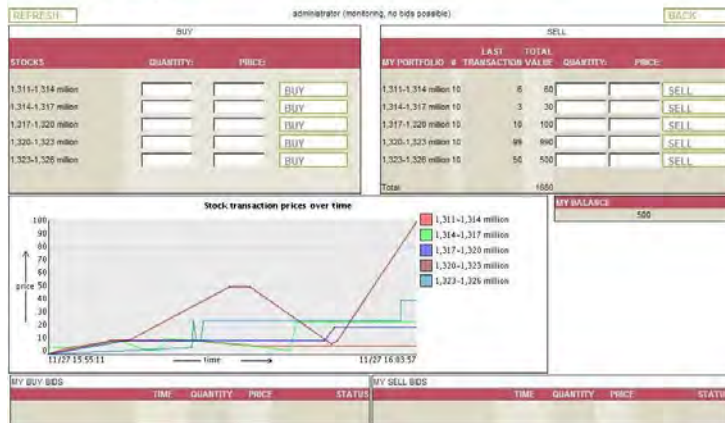 REFRESH
administrator (monitoring, no bids possible)
BACK
BUY
STOCKS QUANTITY: PRICE:
1,311-1,314 million BUY
1,314-1,317 million BUY
1,317-1,320 million BUY
1,320-1,323 million BUY
1,323-1,326 million BUY
SELL
MY PORTFOLIO # LAST TRANSACTION TOTAL VALUE QUANTITY: PRICE:
1,311-1,314 million 10 6 60 SELL
1,314-1,317 million 10 3 30 SELL
1,317-1,320 million 10 10 100 SELL
1,320-1,323 million 10 99 990 SELL
1,323-1,326 million 10 50 500 SELL
Total 1680
Stock transaction prices over time
100
90
80
70
60
50
40
30
20
10
0
price
11/27 15:55:11 time 11/27 16:03:57
1,311-1,314 million
1,314-1,317 million
1,317-1,320 million
1,320-1,323 million
1,323-1,326 million
MY BALANCE
500
MY BUY BIDS
TIME QUANTITY PRICE STATUS
MY SELL BIDS
TIME QUANTITY PRICE STATUS